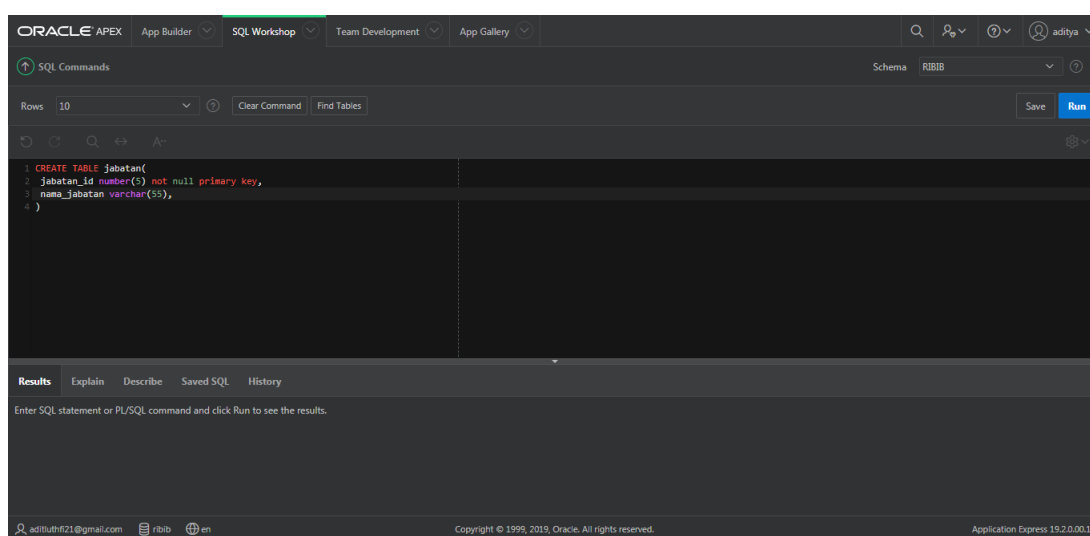 ORACLE APEX App Builder SQL Workshop Team Development App Gallery aditya
SQL Commands Schema RIBIB
Rows 10 Clear Command Find Tables Save Run
1 CREATE TABLE jabatan(
2 jabatan_id number(5) not null primary key,
3 nama_jabatan varchar(55),
4 )
Results Explain Describe Saved SQL History
Enter SQL statement or PL/SQL command and click Run to see the results.
aditluthfi21@gmail.com ribib en Copyright © 1999, 2019, Oracle. All rights reserved. Application Express 19.2.0.00.1